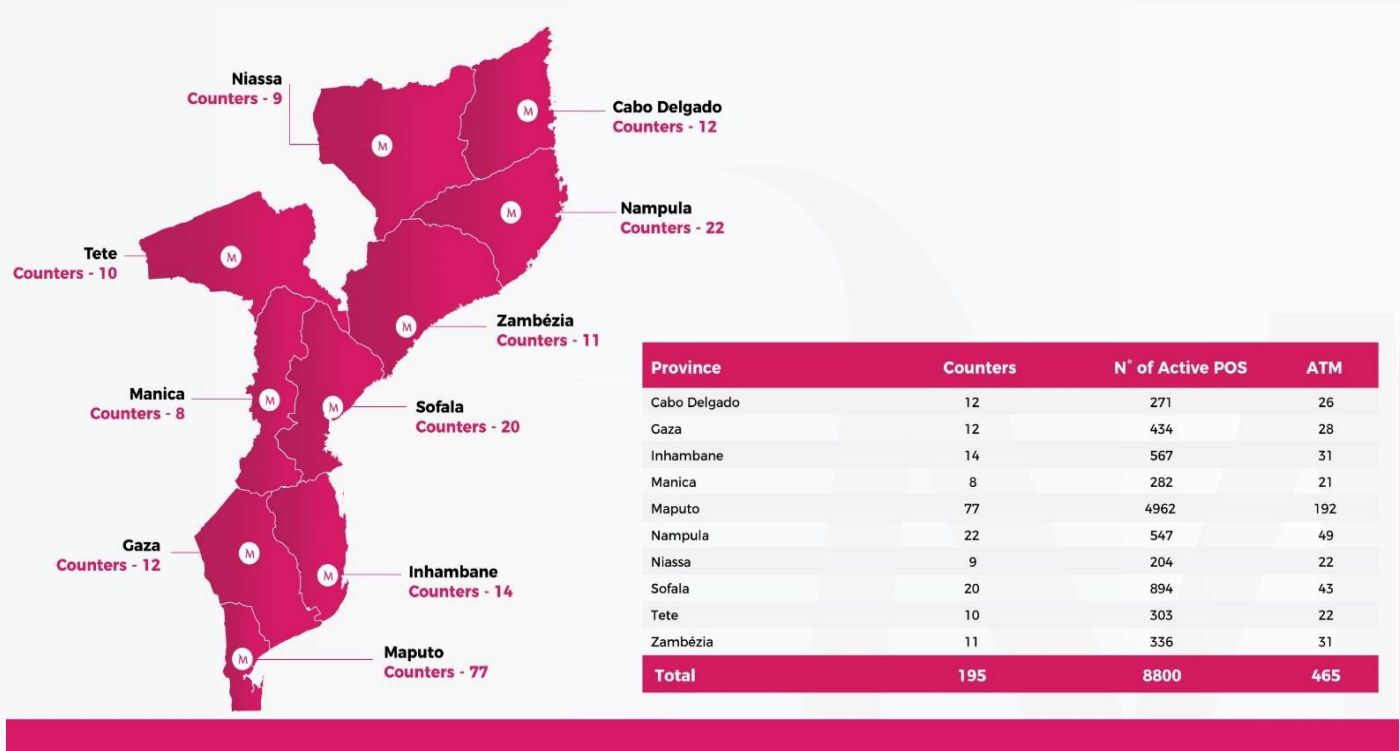 Niassa
Counters - 9
Cabo Delgado
Counters - 12
Nampula
Counters - 22
Tete
Counters - 10
Zambézia
Counters - 11
Manica
Counters - 8
Sofala
Counters - 20
Gaza
Counters - 12
Inhambane
Counters - 14
Maputo
Counters - 77
M
M
M
M
M
M
M
M
M
M
Province Counters N° of Active POS ATM
Cabo Delgado 12 271 26
Gaza 12 434 28
Inhambane 14 567 31
Manica 8 282 21
Maputo 77 4962 192
Nampula 22 547 49
Niassa 9 204 22
Sofala 20 894 43
Tete 10 303 22
Zambézia 11 336 31
Total 195 8800 465